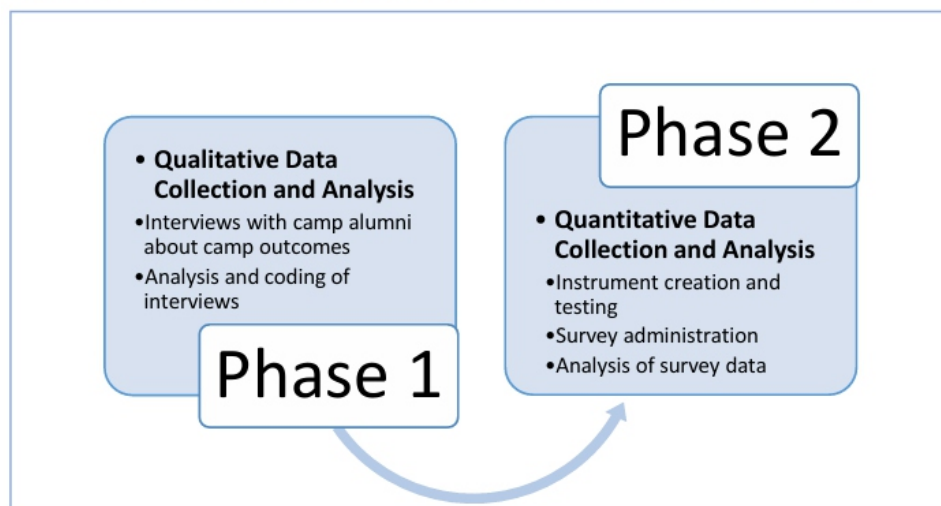 • Qualitative Data
Collection and Analysis
•Interviews with camp alumni
about camp outcomes
•Analysis and coding of
interviews
Phase 1
Phase 2
• Quantitative Data
Collection and Analysis
•Instrument creation and
testing
•Survey administration
•Analysis of survey data